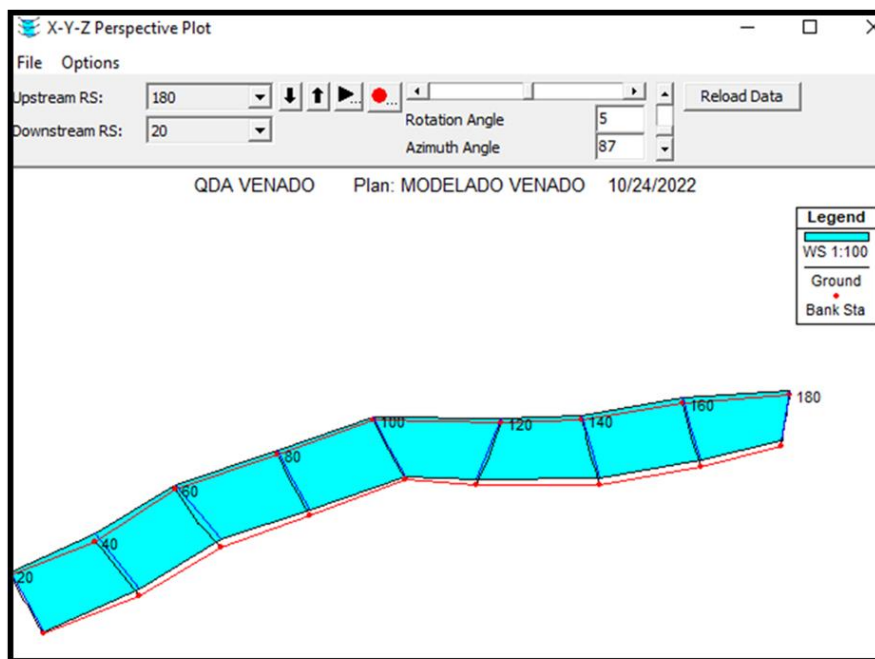 X-Y-Z Perspective Plot
File Options
Upstream RS: 180
Downstream RS: 20
Rotation Angle 5
Azimuth Angle 87
Reload Data
QDA VENADO Plan: MODELADO VENADO 10/24/2022
Legend
WS 1:100
Ground
Bank Sta
180
160
140
120
100
80
60
40
20